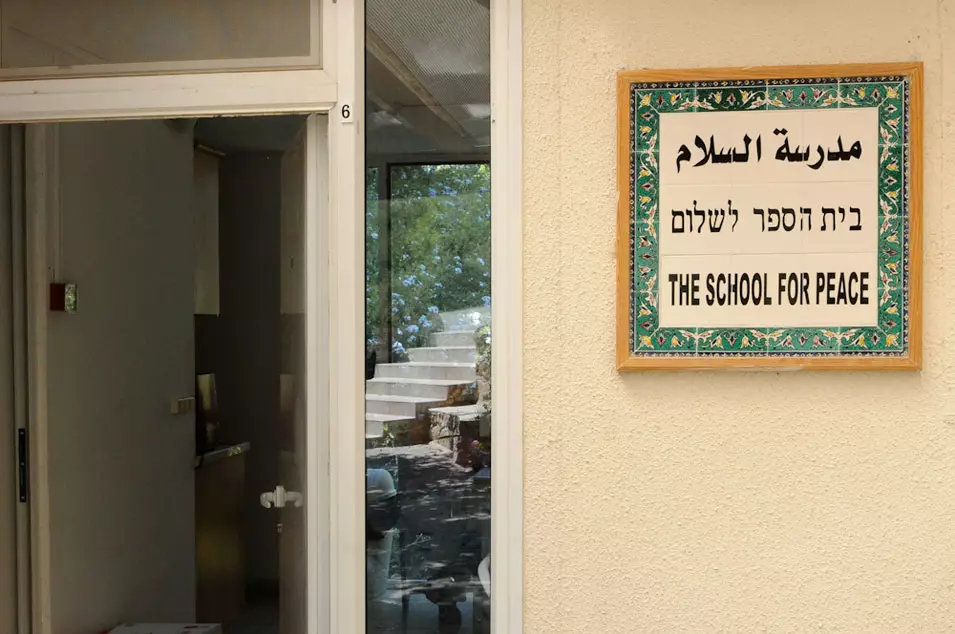 6
مدرسة السلام
בית הספר לשלום
THE SCHOOL FOR PEACE